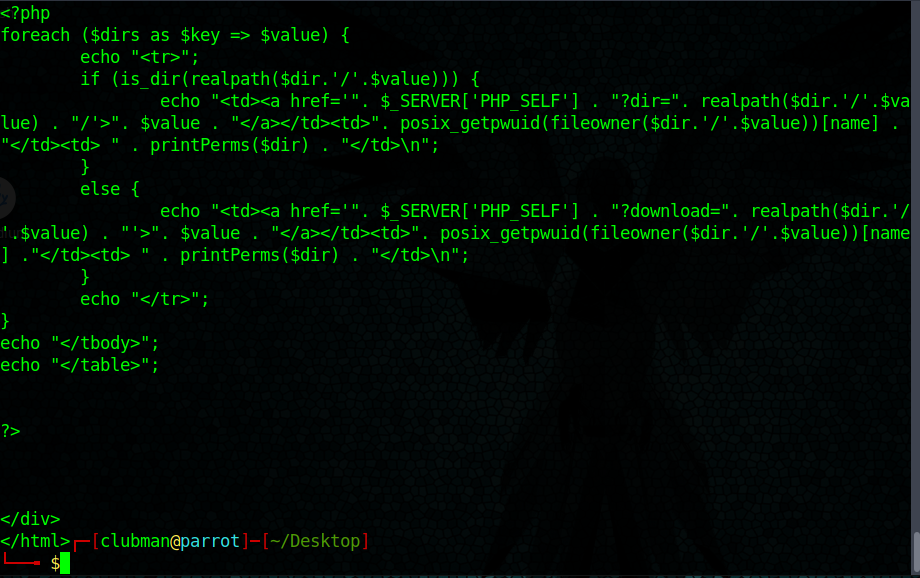 <?php
foreach ($dirs as $key => $value) {
        echo "<tr>";
        if (is_dir(realpath($dir.'/'.$value))) {
                echo "<td><a href='". $_SERVER['PHP_SELF'] . "?dir=". realpath($dir.'/'.$va
lue) . "/'>". $value . "</a></td><td>". posix_getpwuid(fileowner($dir.'/'.$value))[name] .
"</td><td> " . printPerms($dir) . "</td>\n";
        }
        else {
                echo "<td><a href='". $_SERVER['PHP_SELF'] . "?download=". realpath($dir.'/
'.$value) . "'>". $value . "</a></td><td>". posix_getpwuid(fileowner($dir.'/'.$value))[name
] ."</td><td> " . printPerms($dir) . "</td>\n";
        }
        echo "</tr>";
}
echo "</tbody>";
echo "</table>";
?>
</div>
</html>┌─[clubman@parrot]─[~/Desktop]
└──╼ $